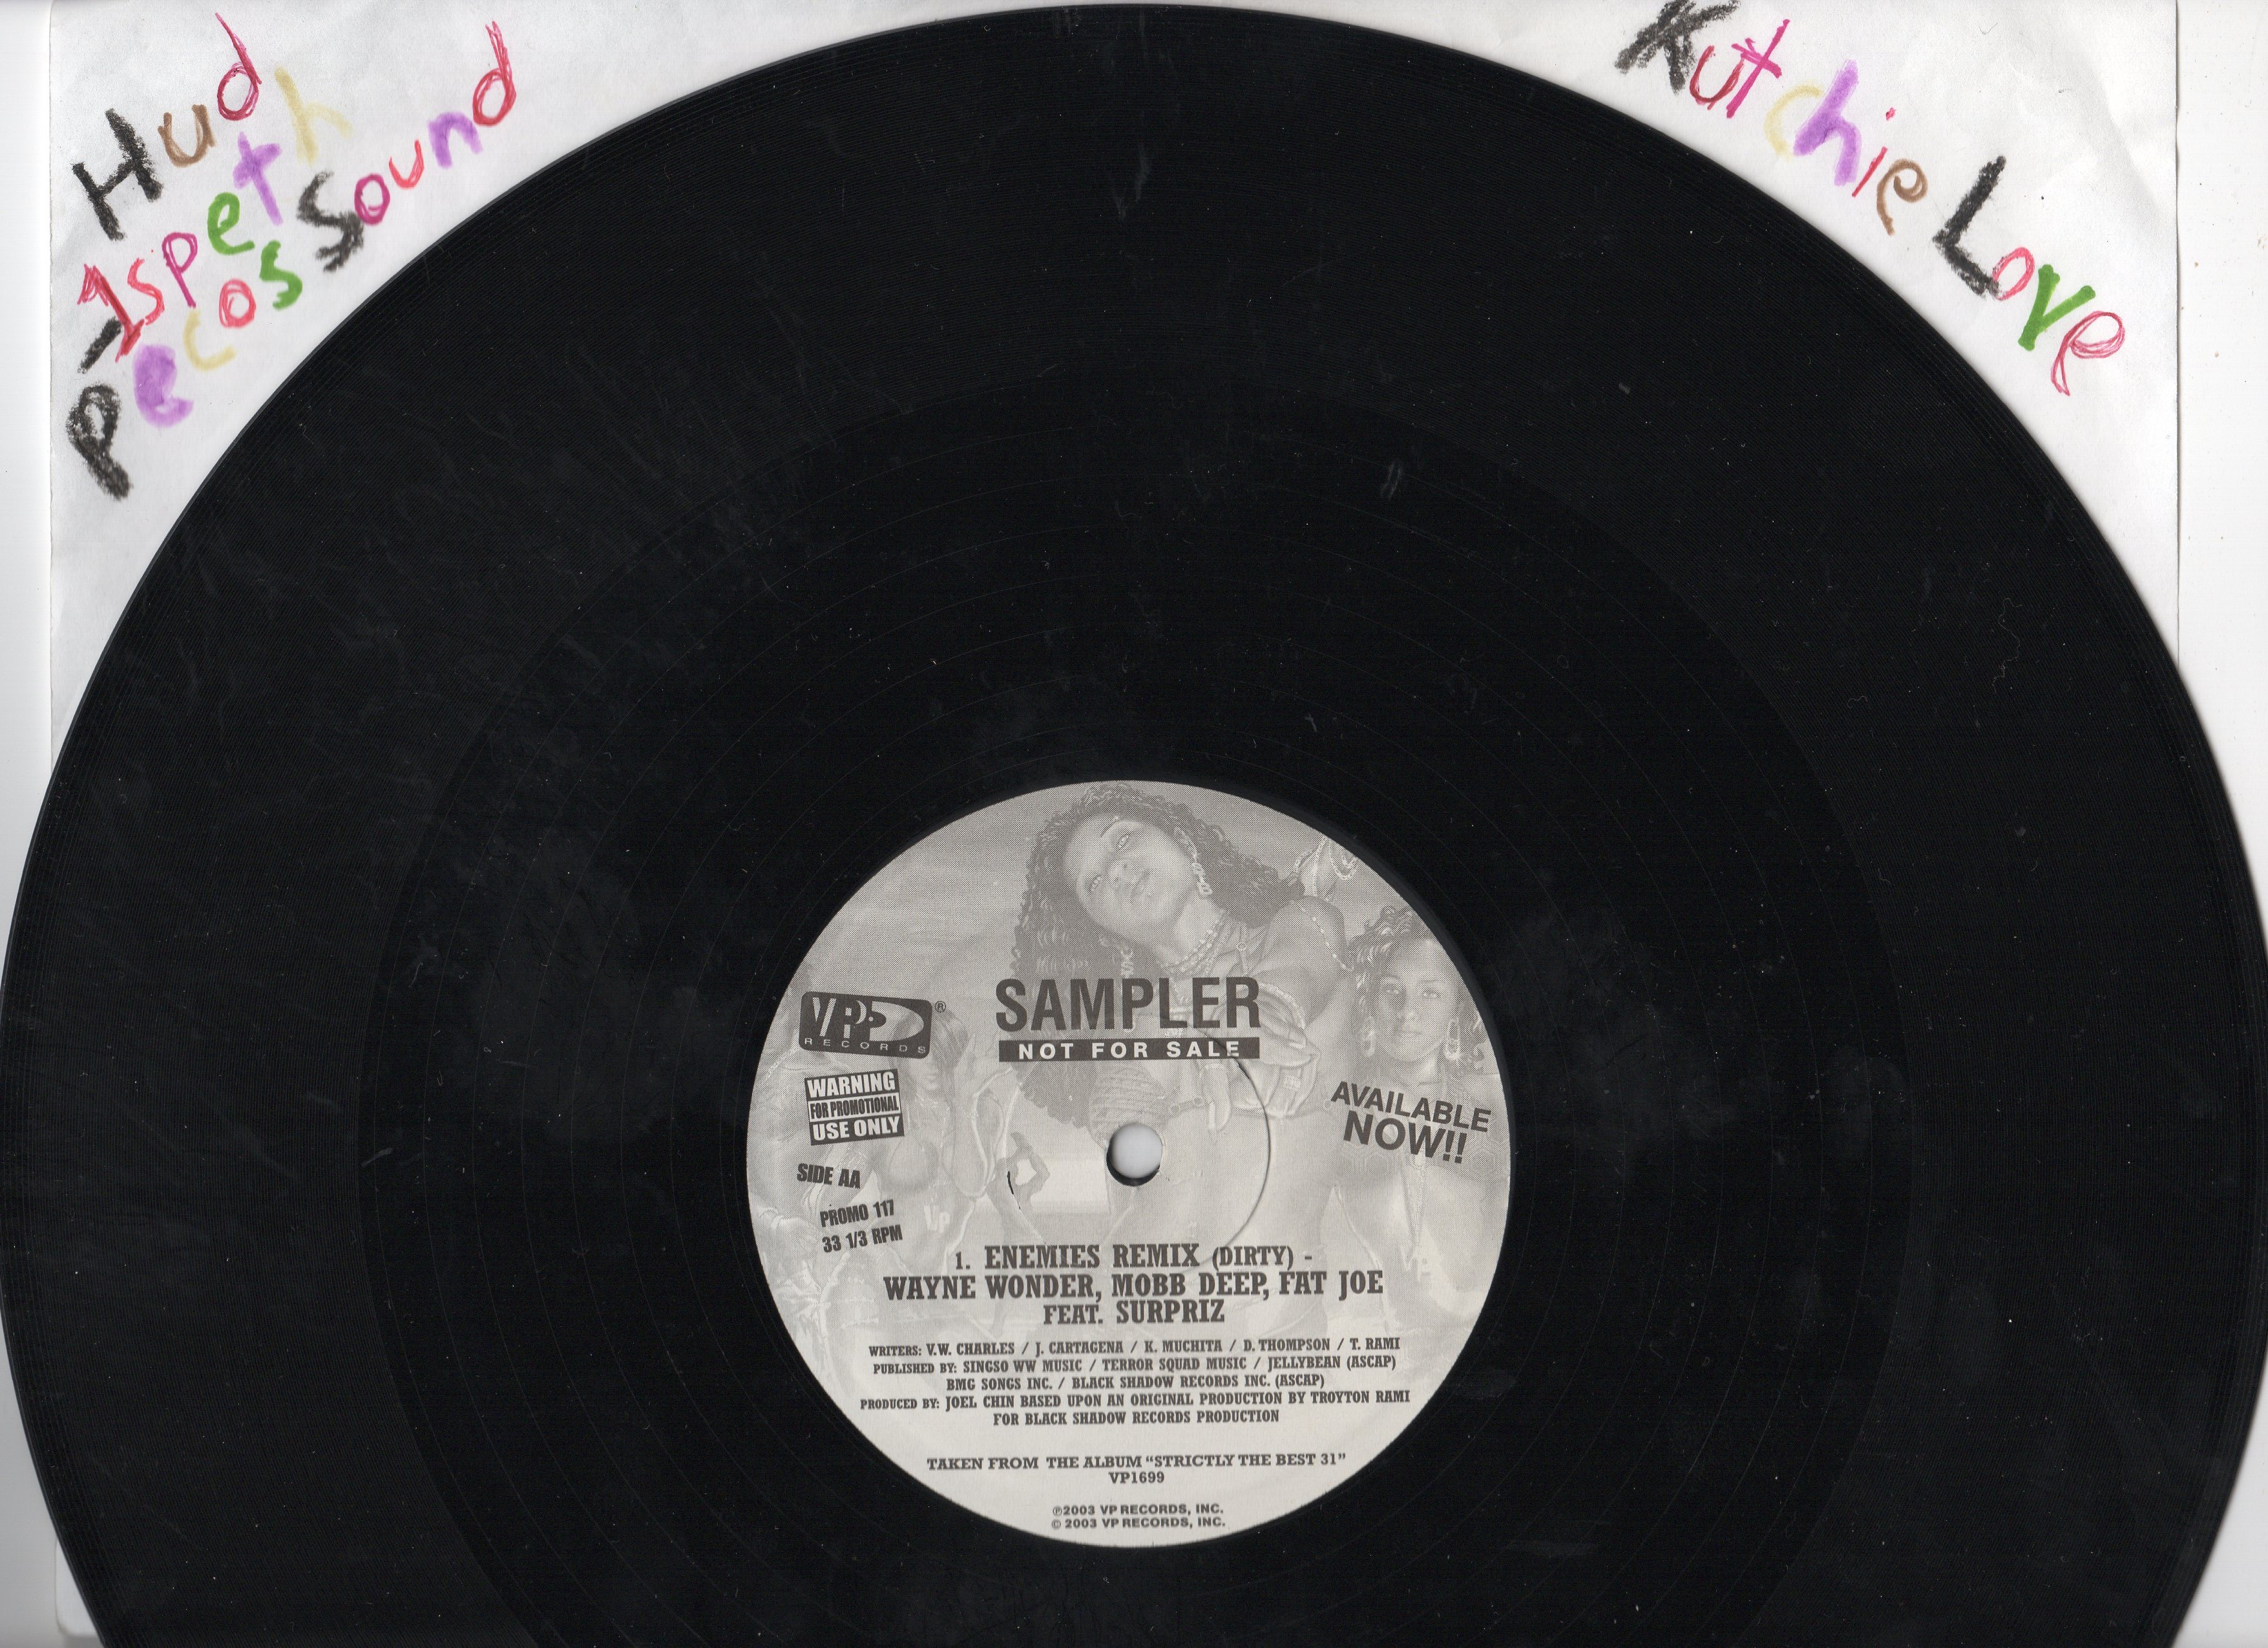 Hud
-1speth
Pecos Sound
Kutchie Love
VP
RECORDS ®
SAMPLER
NOT FOR SALE
WARNING
FOR PROMOTIONAL
USE ONLY
AVAILABLE
NOW!!
SIDE AA
PROMO 117
33 1/3 RPM
1. ENEMIES REMIX (DIRTY) -
WAYNE WONDER, MOBB DEEP, FAT JOE
FEAT. SURPRIZ
WRITERS: V.W. CHARLES / J. CARTAGENA / K. MUCHITA / D. THOMPSON / T. RAMI
PUBLISHED BY: SINGSO WW MUSIC / TERROR SQUAD MUSIC / JELLYBEAN (ASCAP)
BMG SONGS INC. / BLACK SHADOW RECORDS INC. (ASCAP)
PRODUCED BY: JOEL CHIN BASED UPON AN ORIGINAL PRODUCTION BY TROYTON RAMI
FOR BLACK SHADOW RECORDS PRODUCTION
TAKEN FROM THE ALBUM “STRICTLY THE BEST 31”
VP1699
℗2003 VP RECORDS, INC.
© 2003 VP RECORDS, INC.